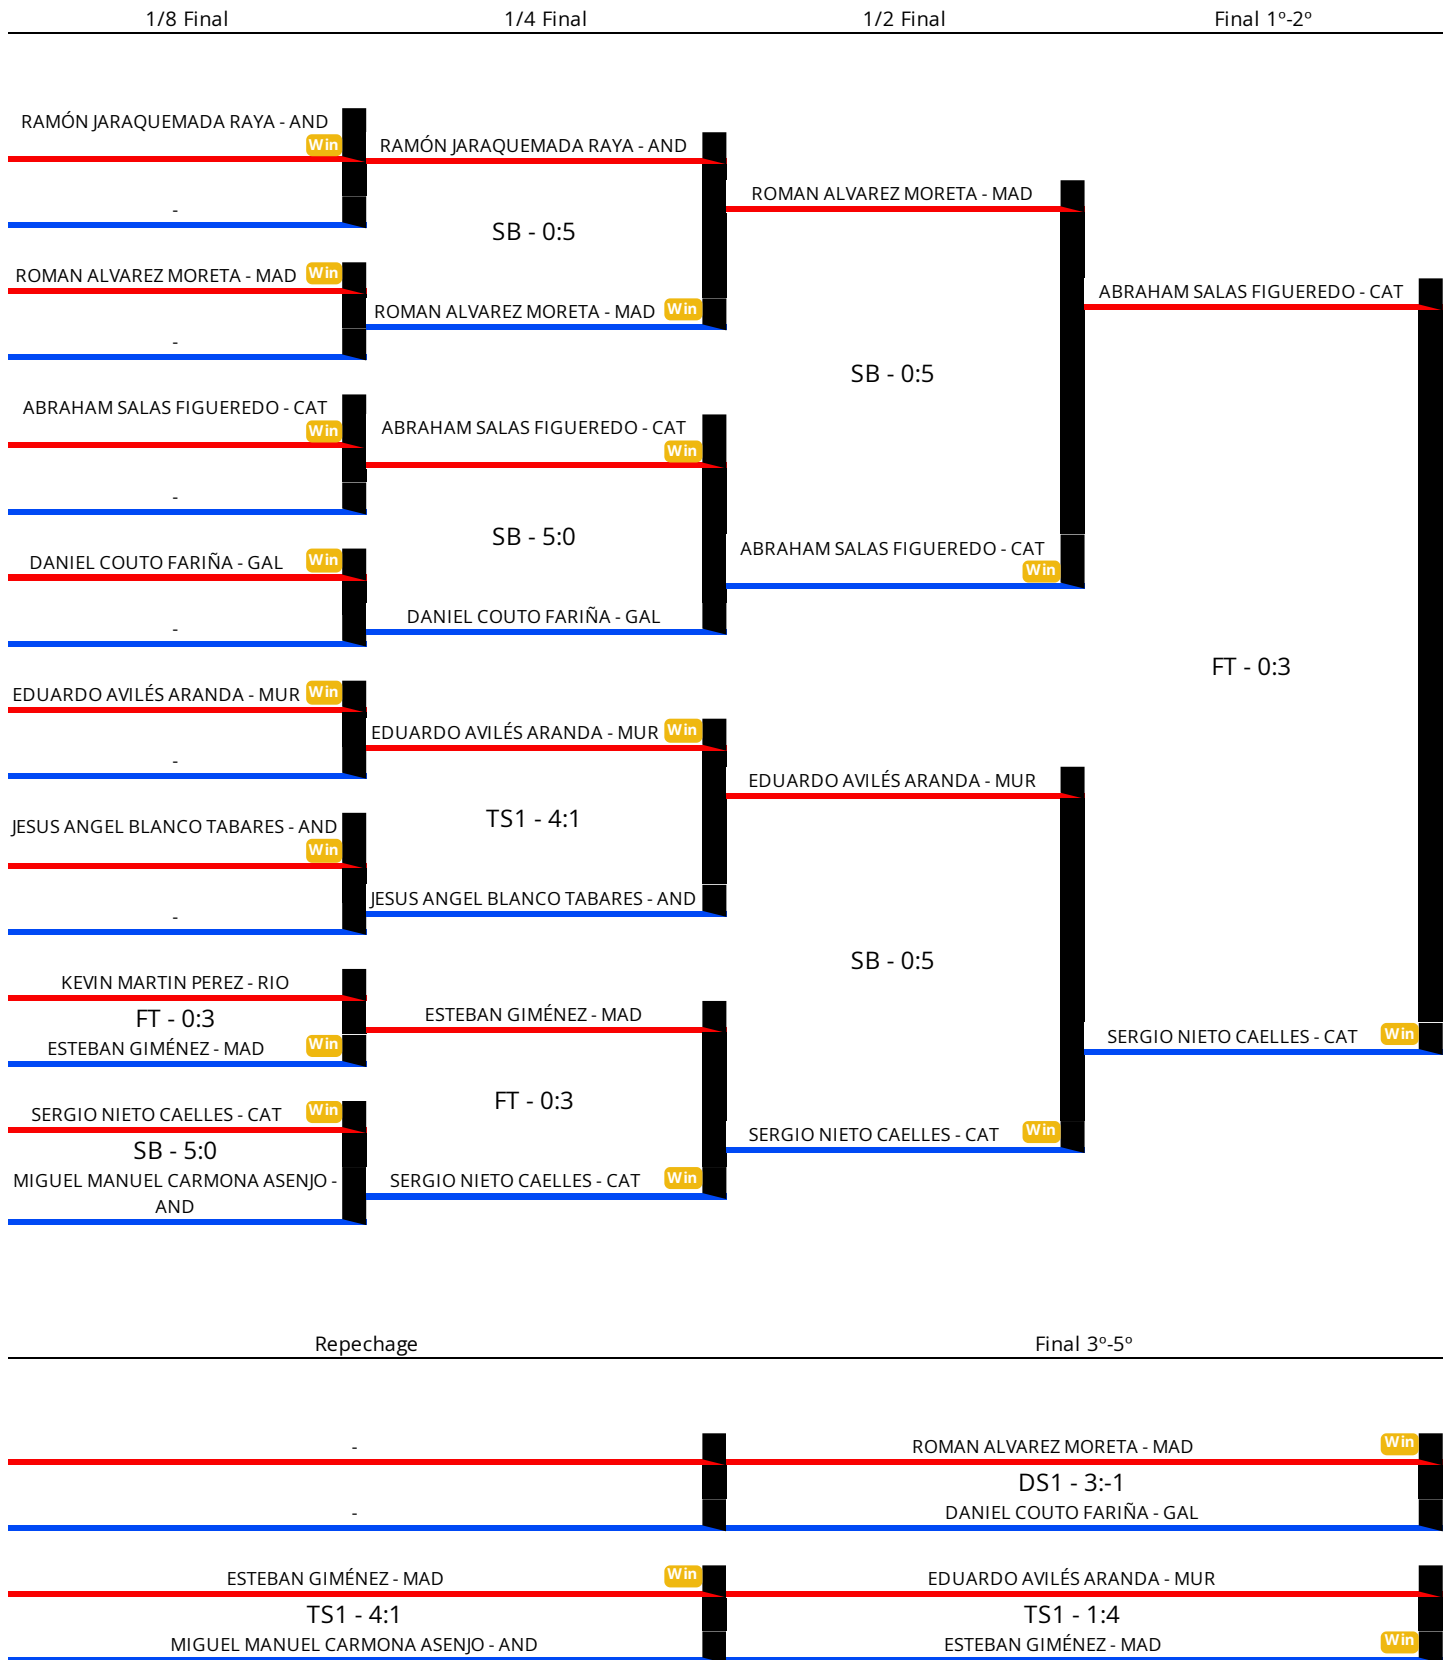 1/8 Final 1/4 Final 1/2 Final Final 1º-2º
RAMÓN JARAQUEMADA RAYA - AND
Win
-
ROMAN ALVAREZ MORETA - MAD Win
-
ABRAHAM SALAS FIGUEREDO - CAT
Win
-
DANIEL COUTO FARIÑA - GAL Win
-
EDUARDO AVILÉS ARANDA - MUR Win
-
JESUS ANGEL BLANCO TABARES - AND
Win
-
KEVIN MARTIN PEREZ - RIO
FT - 0:3
ESTEBAN GIMÉNEZ - MAD Win
SERGIO NIETO CAELLES - CAT Win
SB - 5:0
MIGUEL MANUEL CARMONA ASENJO -
AND
RAMÓN JARAQUEMADA RAYA - AND
SB - 0:5
ROMAN ALVAREZ MORETA - MAD Win
ABRAHAM SALAS FIGUEREDO - CAT
Win
SB - 5:0
DANIEL COUTO FARIÑA - GAL
EDUARDO AVILÉS ARANDA - MUR Win
TS1 - 4:1
JESUS ANGEL BLANCO TABARES - AND
ESTEBAN GIMÉNEZ - MAD
FT - 0:3
SERGIO NIETO CAELLES - CAT Win
ROMAN ALVAREZ MORETA - MAD
SB - 0:5
ABRAHAM SALAS FIGUEREDO - CAT
Win
EDUARDO AVILÉS ARANDA - MUR
SB - 0:5
SERGIO NIETO CAELLES - CAT Win
ABRAHAM SALAS FIGUEREDO - CAT
FT - 0:3
SERGIO NIETO CAELLES - CAT Win
Repechage Final 3º-5º
-
-
ESTEBAN GIMÉNEZ - MAD Win
TS1 - 4:1
MIGUEL MANUEL CARMONA ASENJO - AND
ROMAN ALVAREZ MORETA - MAD Win
DS1 - 3:-1
DANIEL COUTO FARIÑA - GAL
EDUARDO AVILÉS ARANDA - MUR
TS1 - 1:4
ESTEBAN GIMÉNEZ - MAD Win